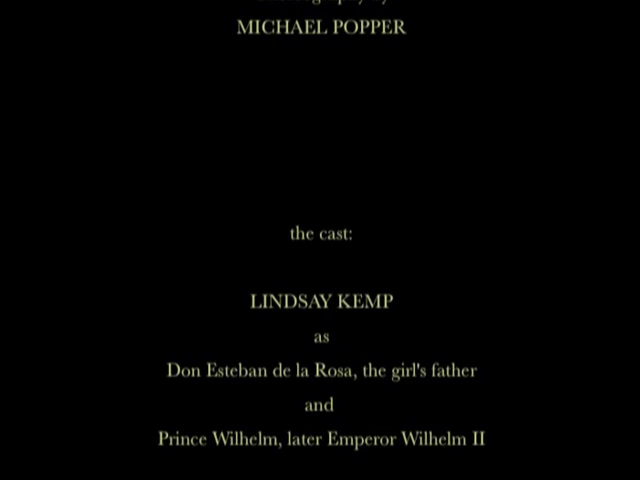 MICHAEL POPPER
the cast:
LINDSAY KEMP
as
Don Esteban de la Rosa, the girl's father
and
Prince Wilhelm, later Emperor Wilhelm II